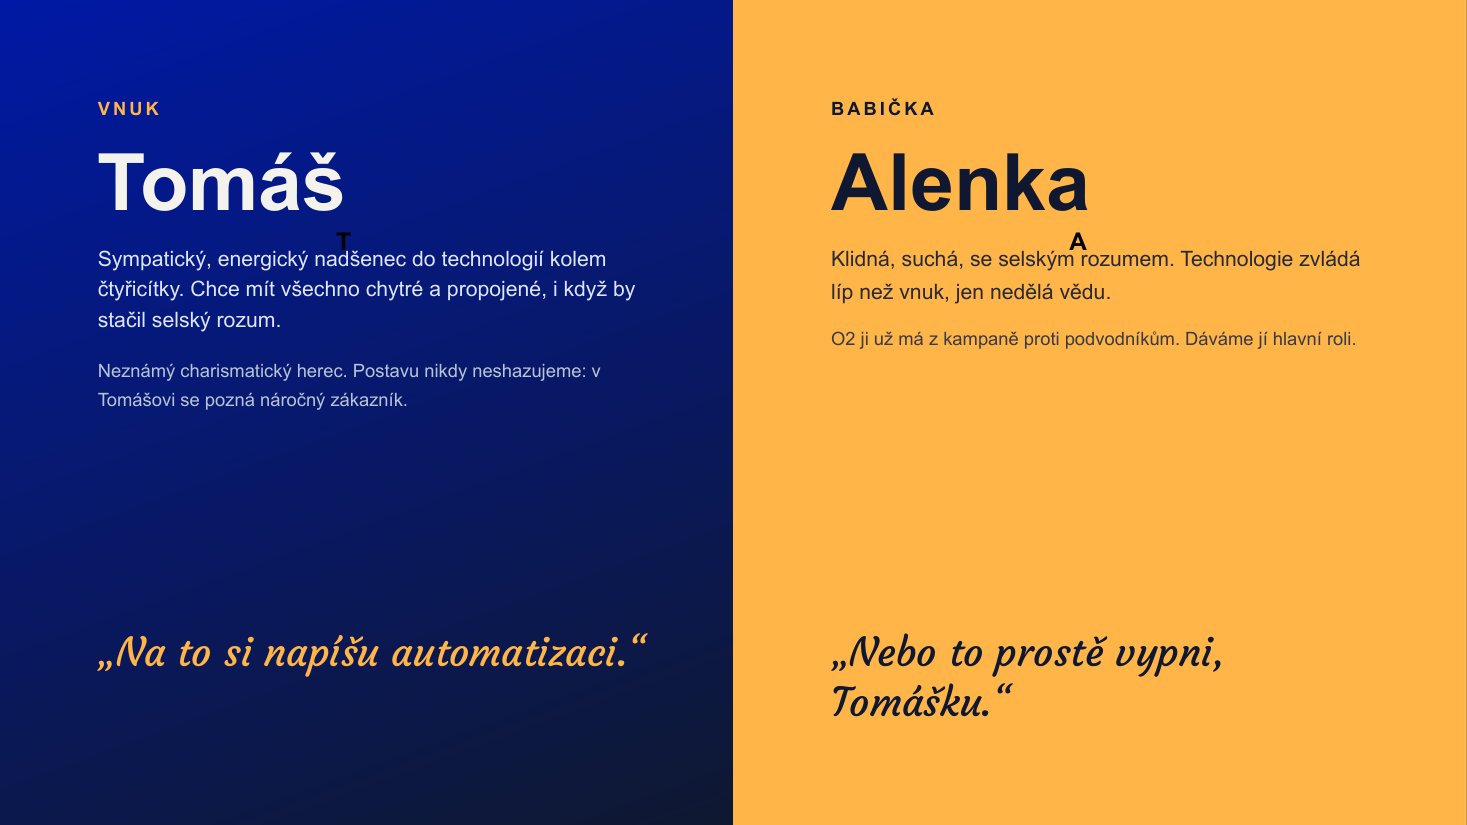 VNUK
Tomáš
T
Sympatický, energický nadšenec do technologií kolem
čtyřicítky. Chce mít všechno chytré a propojené, i když by
stačil selský rozum.
Neznámý charismatický herec. Postavu nikdy neshazujeme: v
Tomášovi se pozná náročný zákazník.
„Na to si napíšu automatizaci.“
BABIČKA
Alenka
A
Klidná, suchá, se selským rozumem. Technologie zvládá
líp než vnuk, jen nedělá vědu.
O2 ji už má z kampaně proti podvodníkům. Dáváme jí hlavní roli.
„Nebo to prostě vypni,
Tomášku.“